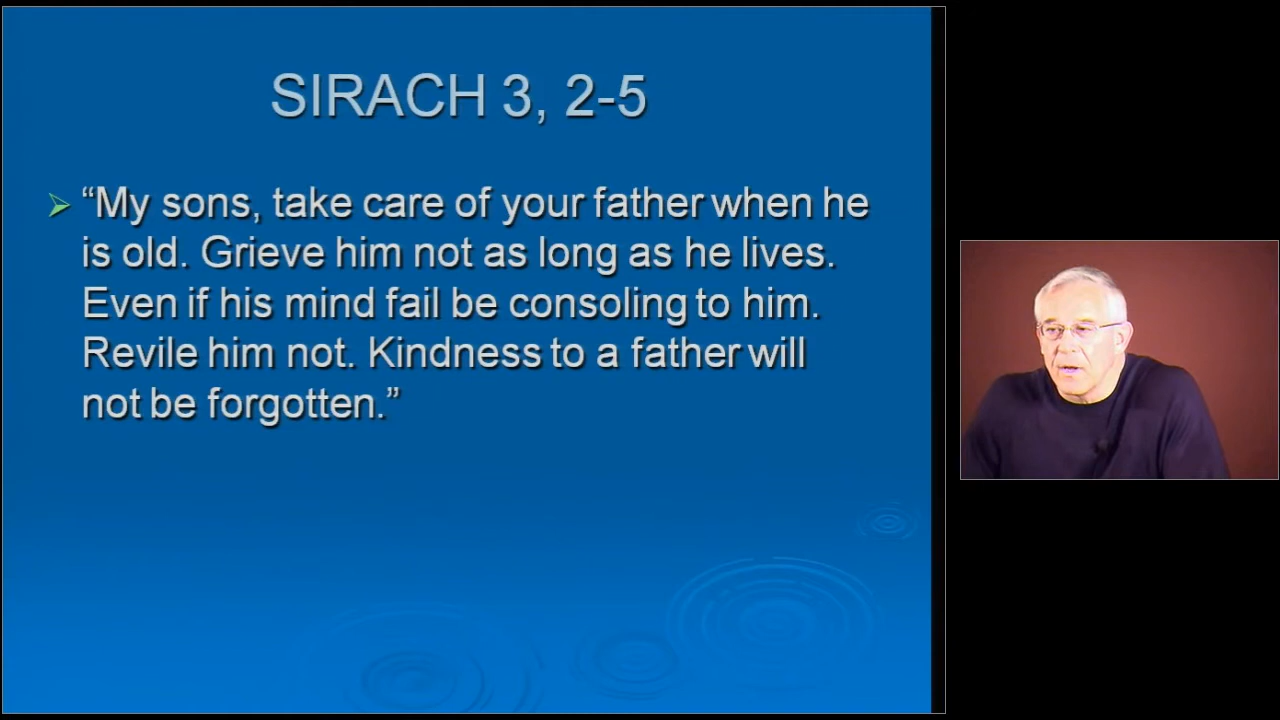 SIRACH 3, 2-5
“My sons, take care of your father when he
is old. Grieve him not as long as he lives.
Even if his mind fail be consoling to him.
Revile him not. Kindness to a father will
not be forgotten.”